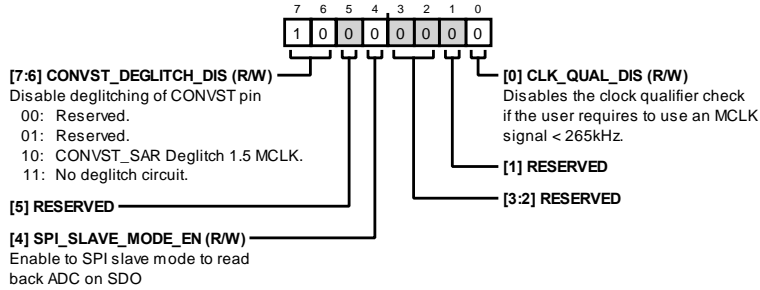 7 6 5 4 3 2 1 0
1 0 0 0 0 0 0 0
[7:6] CONVST_DEGLITCH_DIS (R/W)
Disable deglitching of CONVST pin
00: Reserved.
01: Reserved.
10: CONVST_SAR Deglitch 1.5 MCLK.
11: No deglitch circuit.
[5] RESERVED
[4] SPI_SLAVE_MODE_EN (R/W)
Enable to SPI slave mode to read
back ADC on SDO
[0] CLK_QUAL_DIS (R/W)
Disables the clock qualifier check
if the user requires to use an MCLK
signal < 265kHz.
[1] RESERVED
[3:2] RESERVED